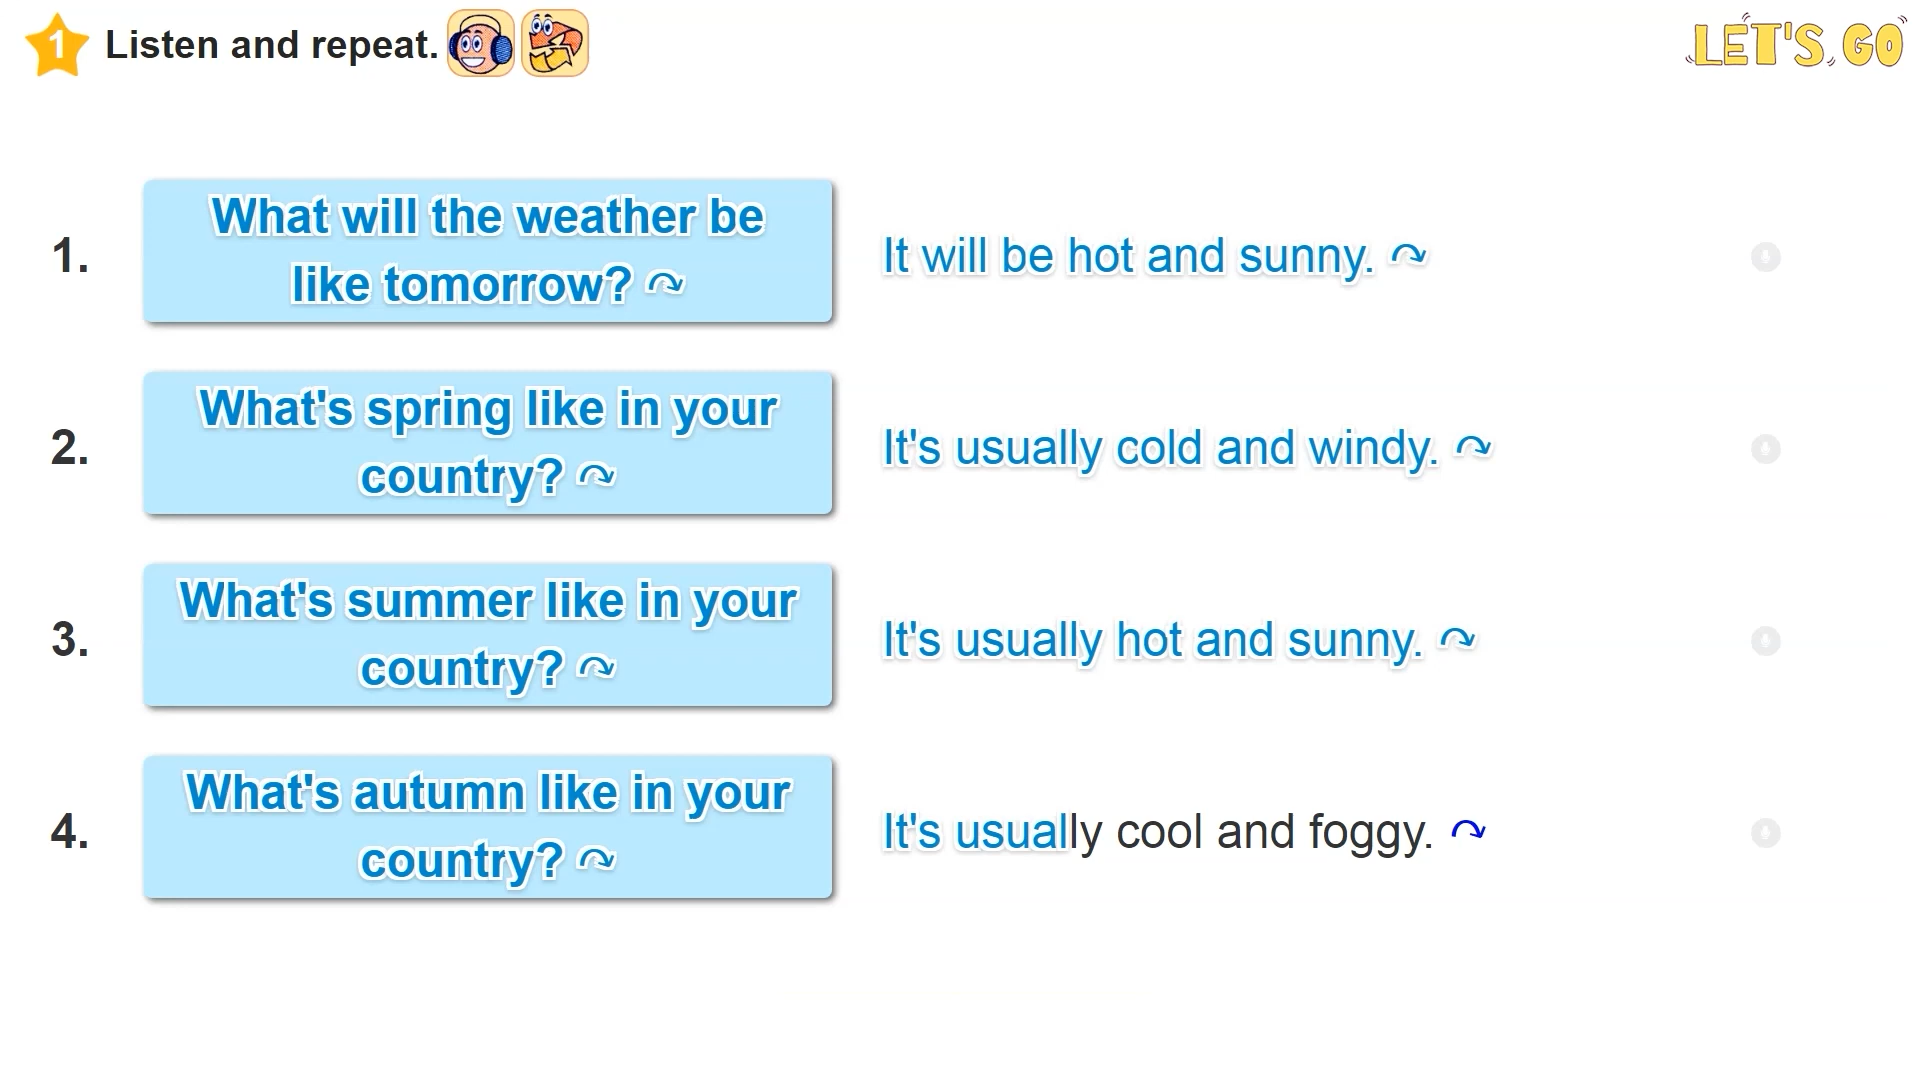 1 Listen and repeat.
LET'S GO
1.
What will the weather be
like tomorrow? ↷
It will be hot and sunny. ↷
2.
What's spring like in your
country? ↷
It's usually cold and windy. ↷
3.
What's summer like in your
country? ↷
It's usually hot and sunny. ↷
4.
What's autumn like in your
country? ↷
It's usually cool and foggy. ↷